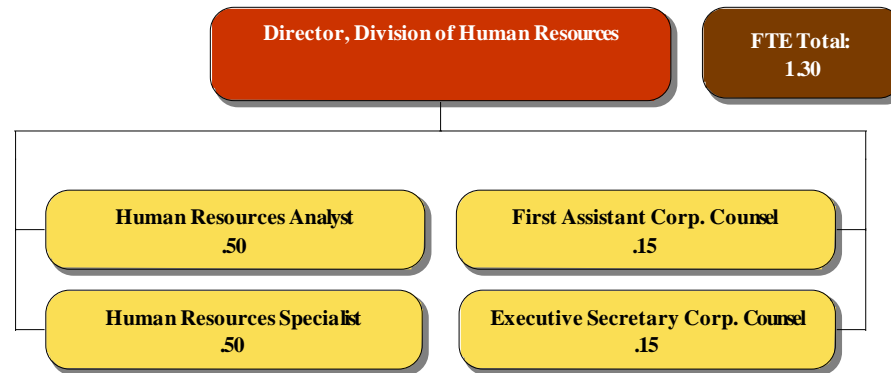 Director, Division of Human Resources
FTE Total:
1.30
Human Resources Analyst
.50
First Assistant Corp. Counsel
.15
Human Resources Specialist
.50
Executive Secretary Corp. Counsel
.15